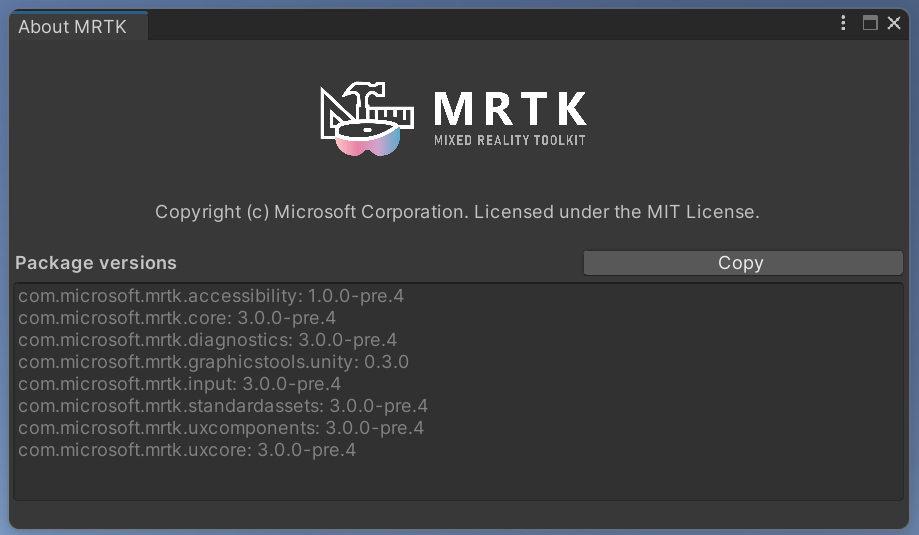 About MRTK
MRTK
MIXED REALITY TOOLKIT
Copyright (c) Microsoft Corporation. Licensed under the MIT License.
Package versions
Copy
com.microsoft.mrtk.accessibility: 1.0.0-pre.4
com.microsoft.mrtk.core: 3.0.0-pre.4
com.microsoft.mrtk.diagnostics: 3.0.0-pre.4
com.microsoft.mrtk.graphicstools.unity: 0.3.0
com.microsoft.mrtk.input: 3.0.0-pre.4
com.microsoft.mrtk.standardassets: 3.0.0-pre.4
com.microsoft.mrtk.uxcomponents: 3.0.0-pre.4
com.microsoft.mrtk.uxcore: 3.0.0-pre.4